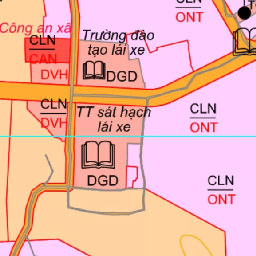 CLN
ONT
Công an xã
Trường đào
tạo lái xe
CLN
CAN
DVH
DGD
CLN
DVH
TT sát hạch
lái xe
CLN
ONT
DGD
CLN
ONT